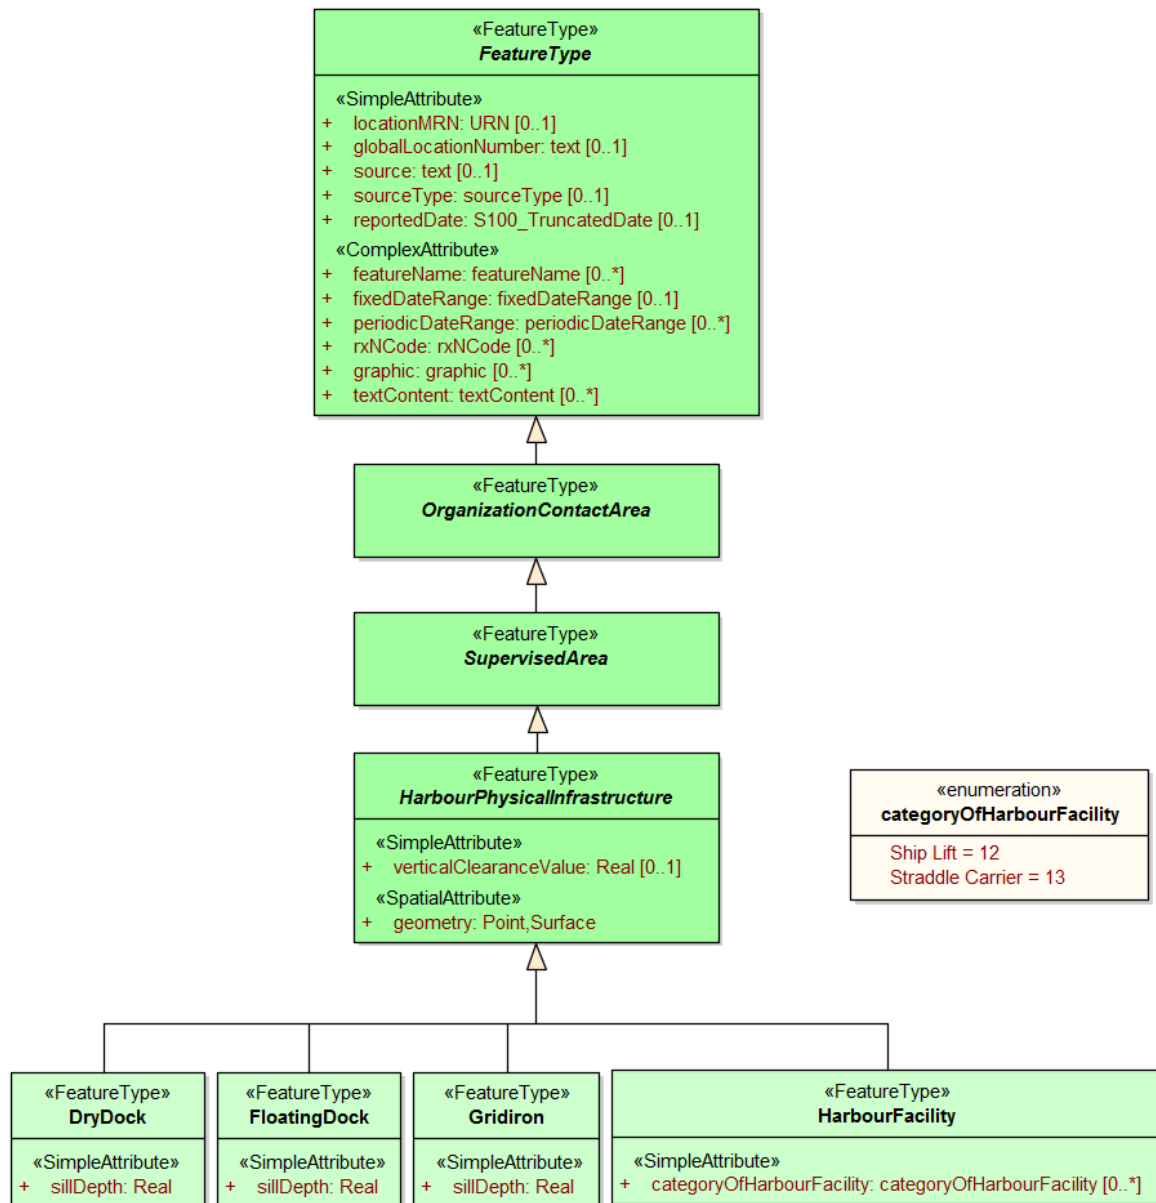 «FeatureType»
FeatureType
«SimpleAttribute»
+ locationMRN: URN [0..1]
+ globalLocationNumber: text [0..1]
+ source: text [0..1]
+ sourceType: sourceType [0..1]
+ reportedDate: S100_TruncatedDate [0..1]
«ComplexAttribute»
+ featureName: featureName [0..*]
+ fixedDateRange: fixedDateRange [0..1]
+ periodicDateRange: periodicDateRange [0..*]
+ rxNCode: rxNCode [0..*]
+ graphic: graphic [0..*]
+ textContent: textContent [0..*]
«FeatureType»
OrganizationContactArea
«FeatureType»
SupervisedArea
«FeatureType»
HarbourPhysicalInfrastructure
«SimpleAttribute»
+ verticalClearanceValue: Real [0..1]
«SpatialAttribute»
+ geometry: Point,Surface
«enumeration»
categoryOfHarbourFacility
Ship Lift = 12
Straddle Carrier = 13
«FeatureType»
DryDock
«SimpleAttribute»
+ sillDepth: Real
«FeatureType»
FloatingDock
«SimpleAttribute»
+ sillDepth: Real
«FeatureType»
Gridiron
«SimpleAttribute»
+ sillDepth: Real
«FeatureType»
HarbourFacility
«SimpleAttribute»
+ categoryOfHarbourFacility: categoryOfHarbourFacility [0..*]